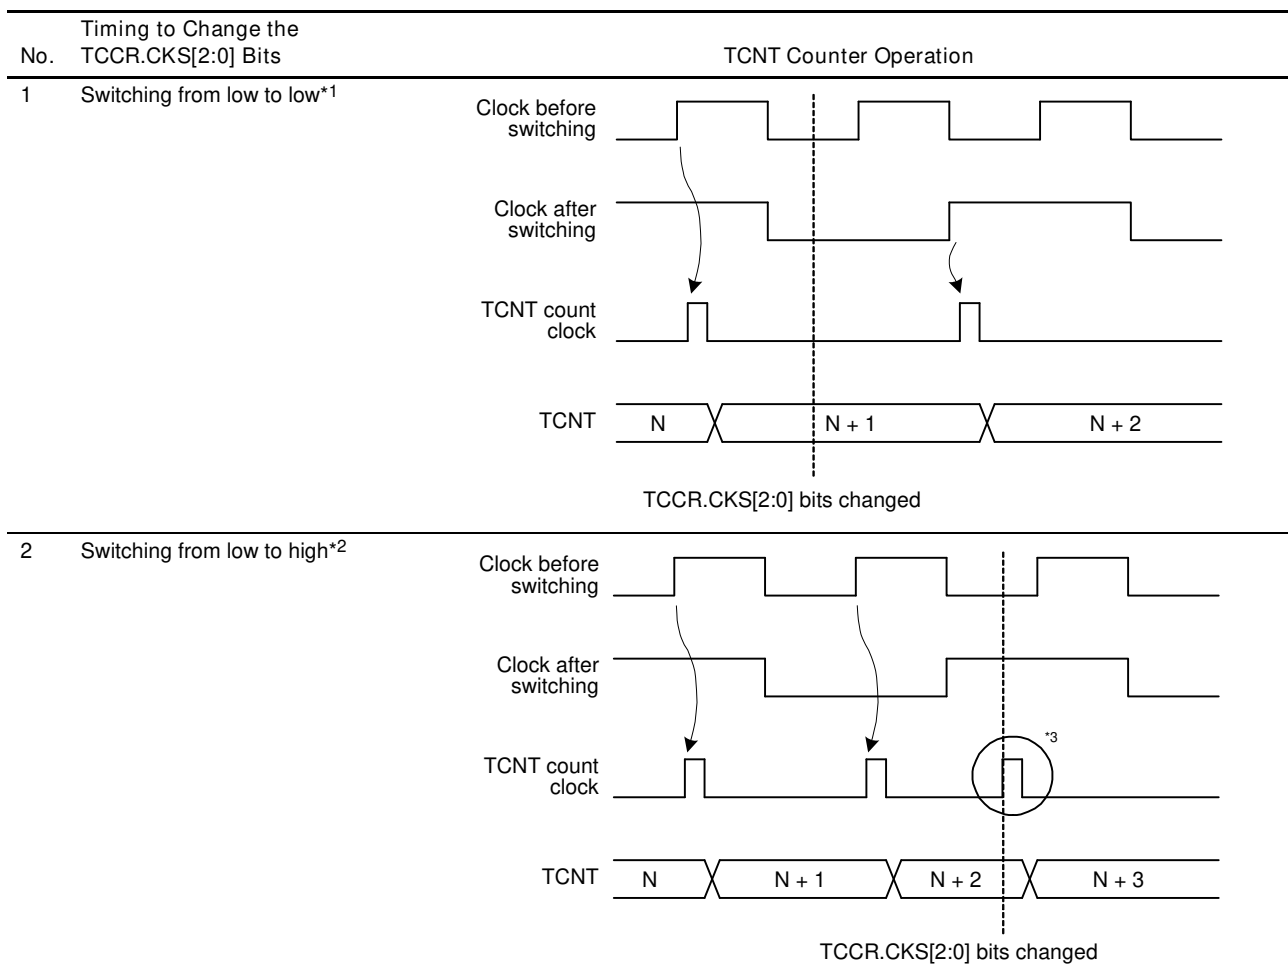 Timing to Change the
No. TCCR.CKS[2:0] Bits TCNT Counter Operation
1 Switching from low to low*1
Clock before
switching
Clock after
switching
TCNT count
clock
TCNT N N + 1 N + 2
TCCR.CKS[2:0] bits changed
2 Switching from low to high*2
Clock before
switching
Clock after
switching
*3
TCNT count
clock
TCNT N N + 1 N + 2 N + 3
TCCR.CKS[2:0] bits changed